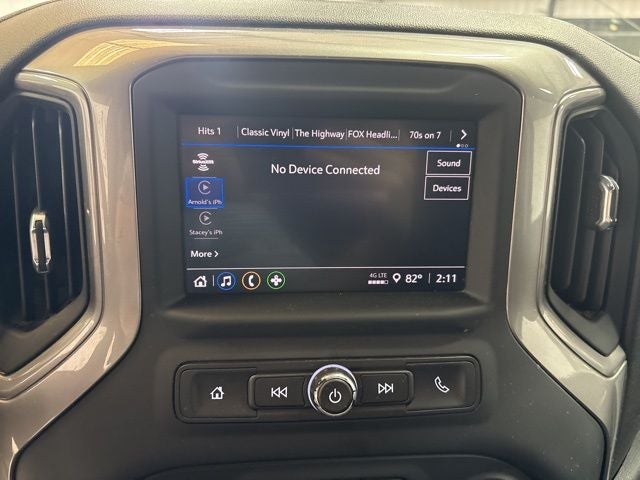 Hits 1 Classic Vinyl The Highway FOX Headli... 70s on 7
No Device Connected
Sound
Devices
Arnold's iPh
Stacey's iPh
More
4G LTE 82° 2:11